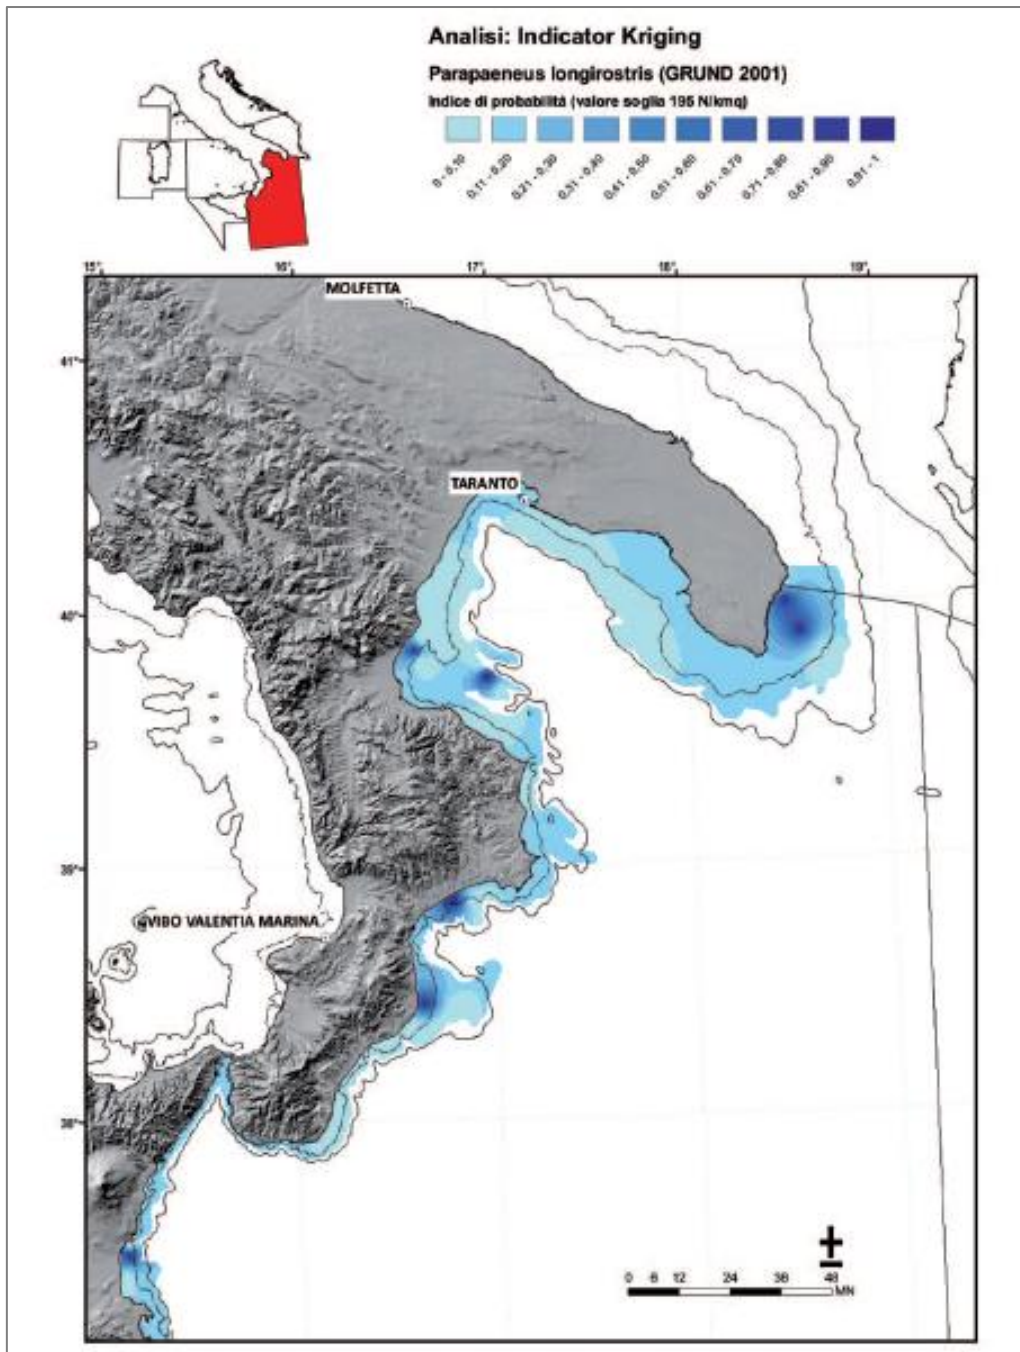 Analisi: Indicator Kriging
Parapaeneus longirostris (GRUND 2001)
Indice di probabilità (valore soglia 195 N/kmq)
0 - 0,10
0,11 - 0,20
0,21 - 0,30
0,31 - 0,40
0,41 - 0,50
0,51 - 0,60
0,61 - 0,70
0,71 - 0,80
0,81 - 0,90
0,91 - 1
15° 16° 17° 18° 19°
MOLFETTA
41°
TARANTO
40°
39°
VIBO VALENTIA MARINA
38°
0 6 12 24 36 48
MN